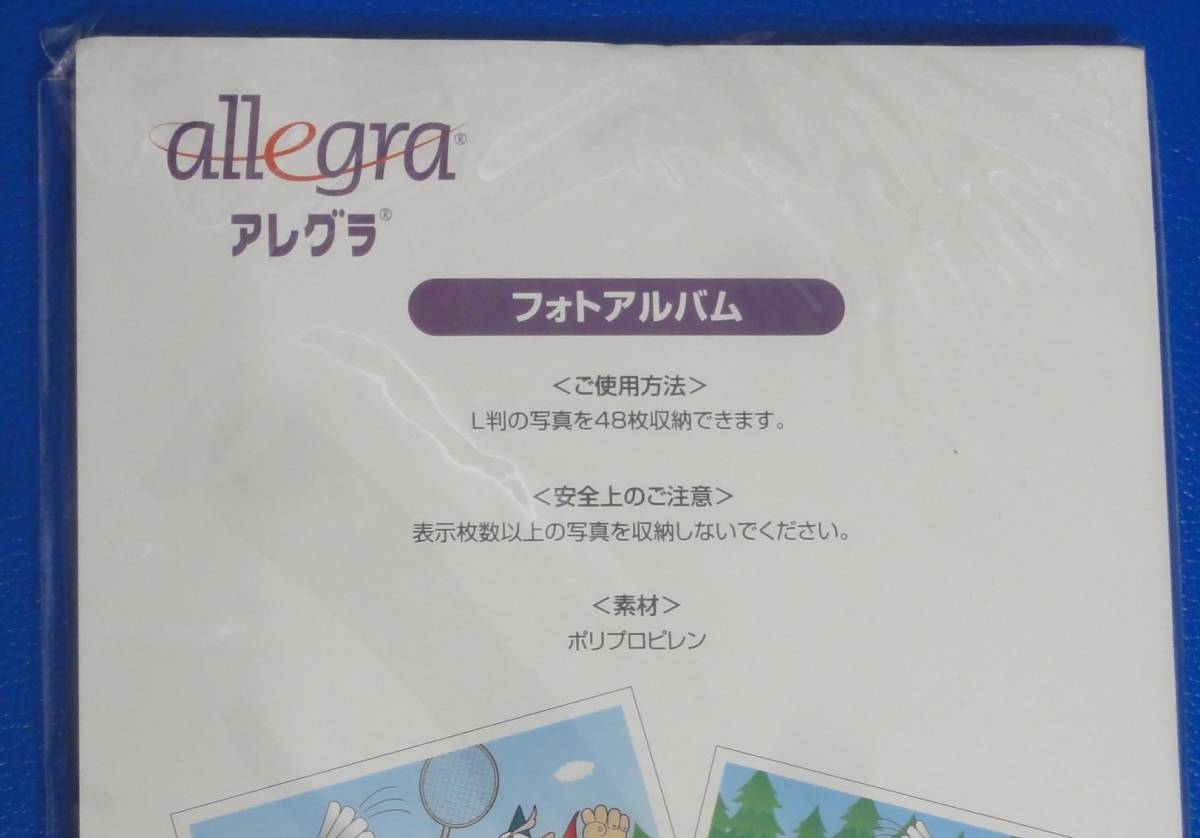 allegra®
アレグラ®
フォトアルバム
＜ご使用方法＞
L判の写真を48枚収納できます。
＜安全上のご注意＞
表示枚数以上の写真を収納しないでください。
＜素材＞
ポリプロピレン